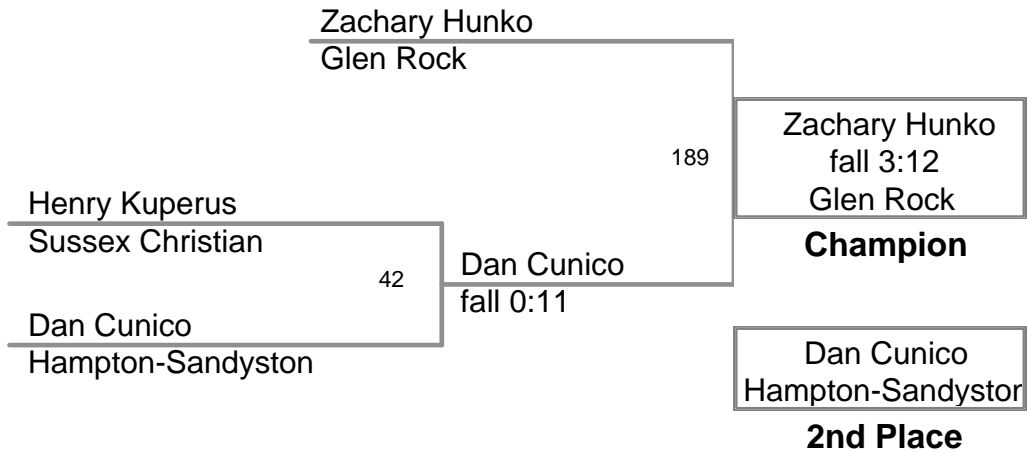 Zachary Hunko
Glen Rock
189
Zachary Hunko
fall 3:12
Glen Rock
Champion
Henry Kuperus
Sussex Christian
42
Dan Cunico
fall 0:11
Dan Cunico
Hampton-Sandyston
Dan Cunico
Hampton-Sandystor
2nd Place